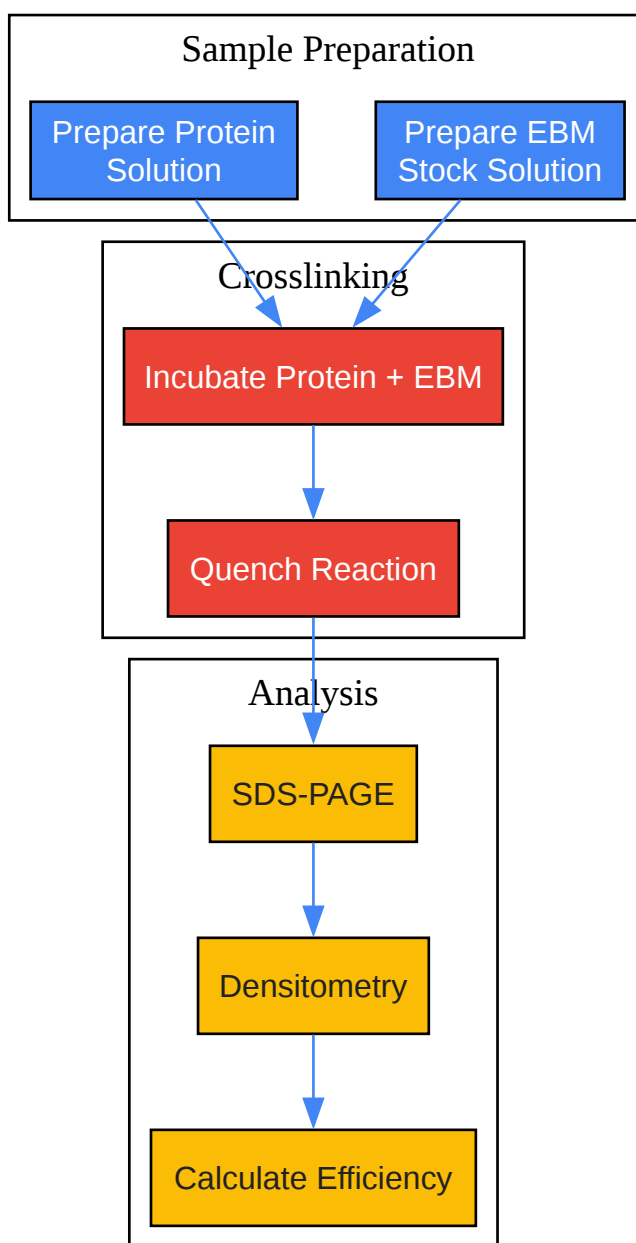 Sample Preparation
Prepare Protein
Solution
Prepare EBM
Stock Solution
Crosslinking
Incubate Protein + EBM
Quench Reaction
Analysis
SDS-PAGE
Densitometry
Calculate Efficiency